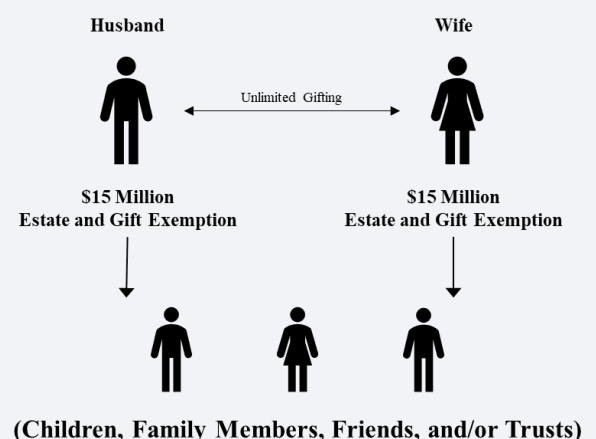 Husband
Wife
Unlimited Gifting
$15 Million
Estate and Gift Exemption
$15 Million
Estate and Gift Exemption
(Children, Family Members, Friends, and/or Trusts)